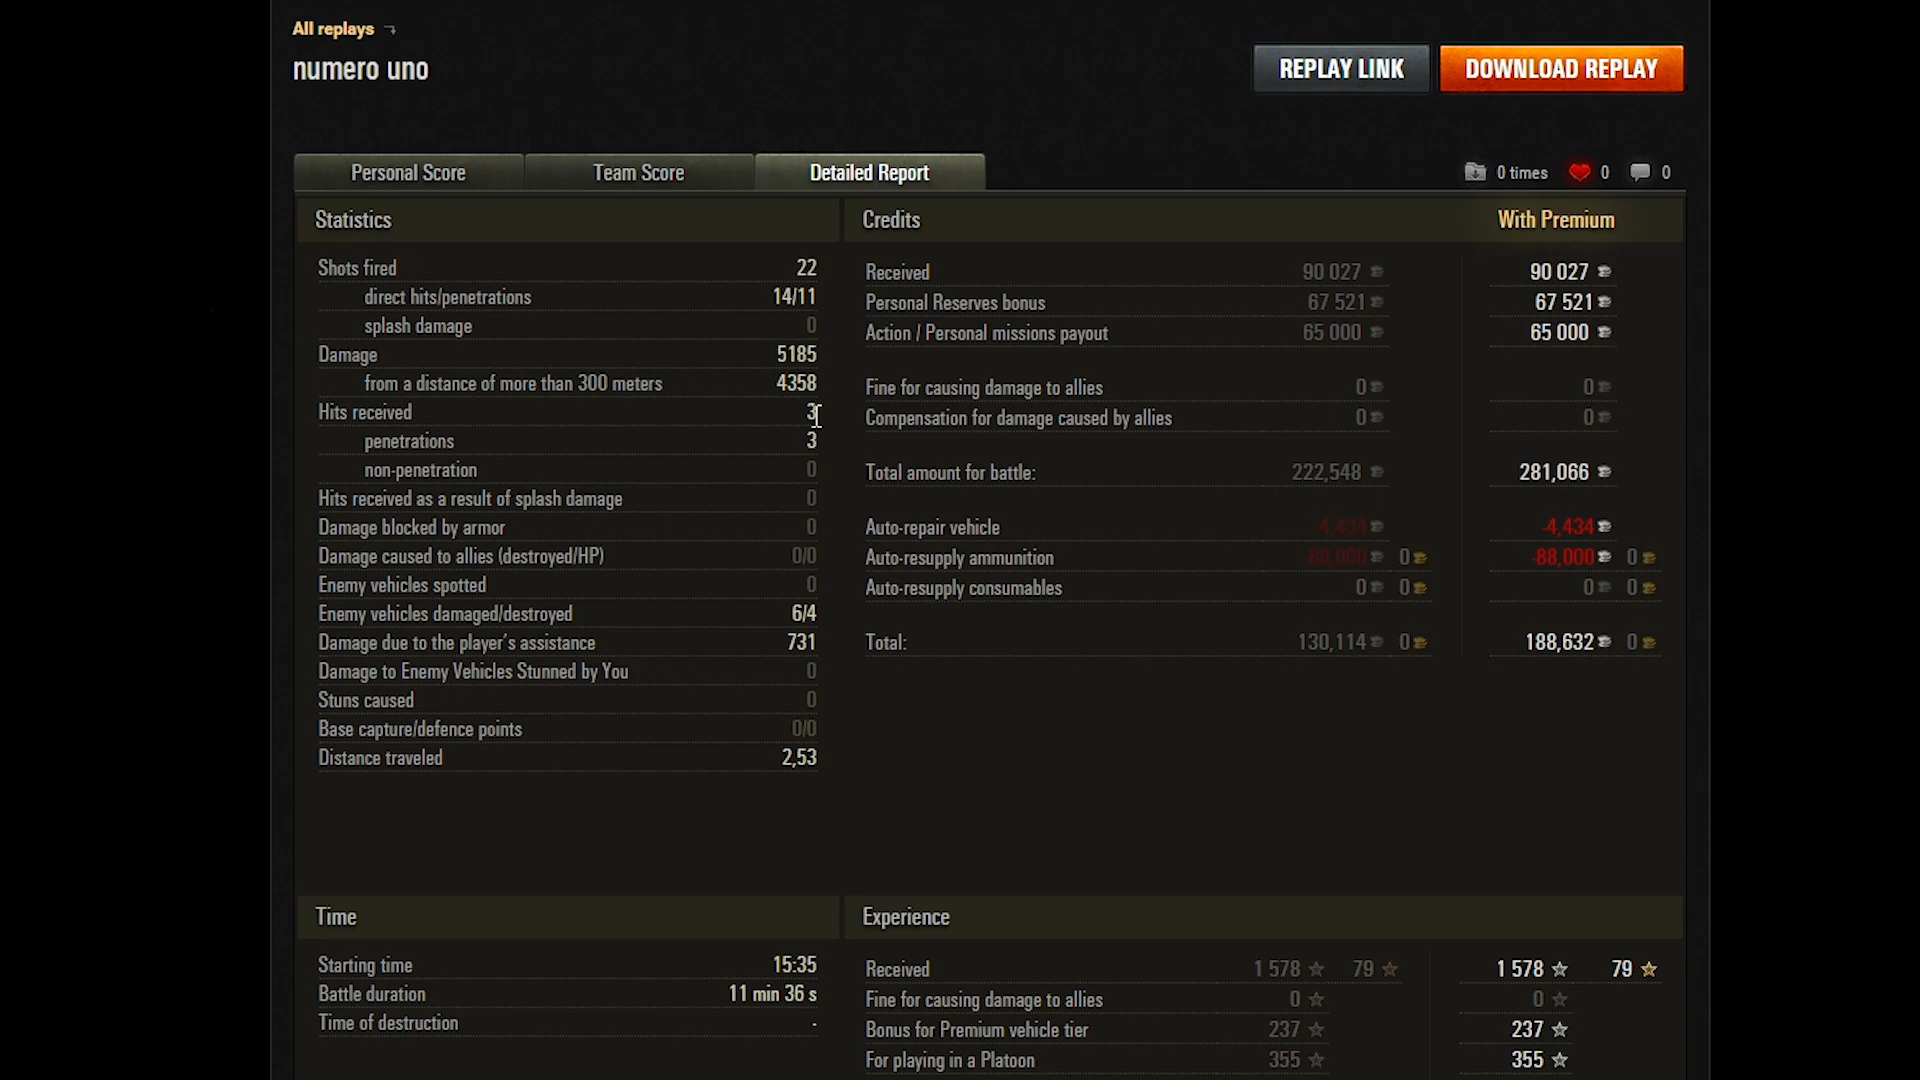 All replays
numero uno
REPLAY LINK DOWNLOAD REPLAY
Personal Score Team Score Detailed Report 0 times 0 0
Statistics
Shots fired 22
direct hits/penetrations 14/11
splash damage 0
Damage 5185
from a distance of more than 300 meters 4358
Hits received 3
penetrations 3
non-penetration 0
Hits received as a result of splash damage 0
Damage blocked by armor 0
Damage caused to allies (destroyed/HP) 0/0
Enemy vehicles spotted 0
Enemy vehicles damaged/destroyed 6/4
Damage due to the player's assistance 731
Damage to Enemy Vehicles Stunned by You 0
Stuns caused 0
Base capture/defence points 0/0
Distance traveled 2,53
Credits With Premium
Received 90 027 90 027
Personal Reserves bonus 67 521 67 521
Action / Personal missions payout 65 000 65 000
Fine for causing damage to allies 0 0
Compensation for damage caused by allies 0 0
Total amount for battle: 222,548 281,066
Auto-repair vehicle -4,434 -4,434
Auto-resupply ammunition -88,000 0 -88,000 0
Auto-resupply consumables 0 0 0 0
Total: 130,114 0 188,632 0
Time
Starting time 15:35
Battle duration 11 min 36 s
Time of destruction -
Experience
Received 1 578 79 1 578 79
Fine for causing damage to allies 0 0
Bonus for Premium vehicle tier 237 237
For playing in a Platoon 355 355